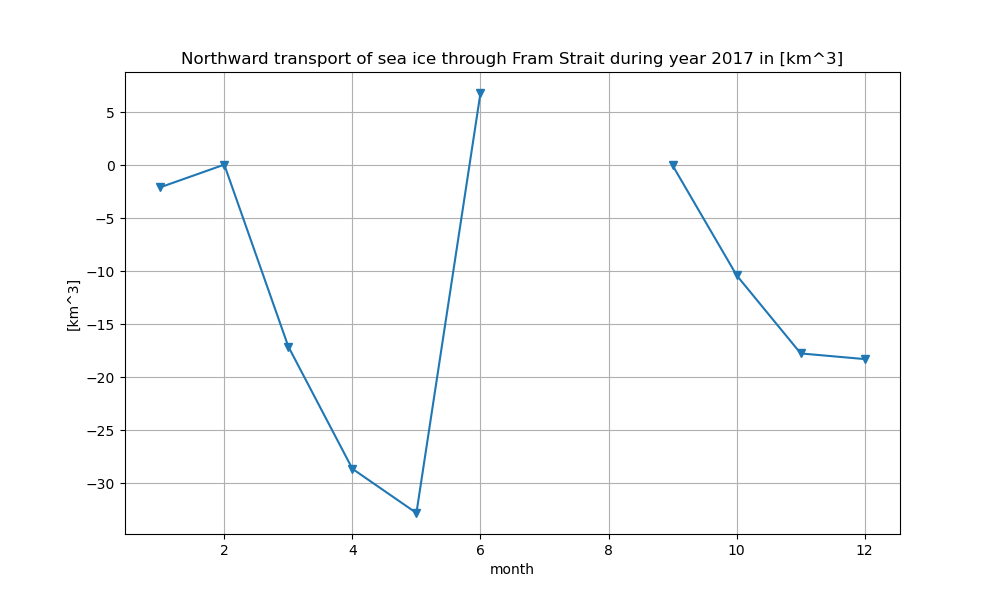 Northward transport of sea ice through Fram Strait during year 2017 in [km^3]
5
0
−5
−10
−15
−20
−25
−30
[km^3]
2 4 6 8 10 12
month